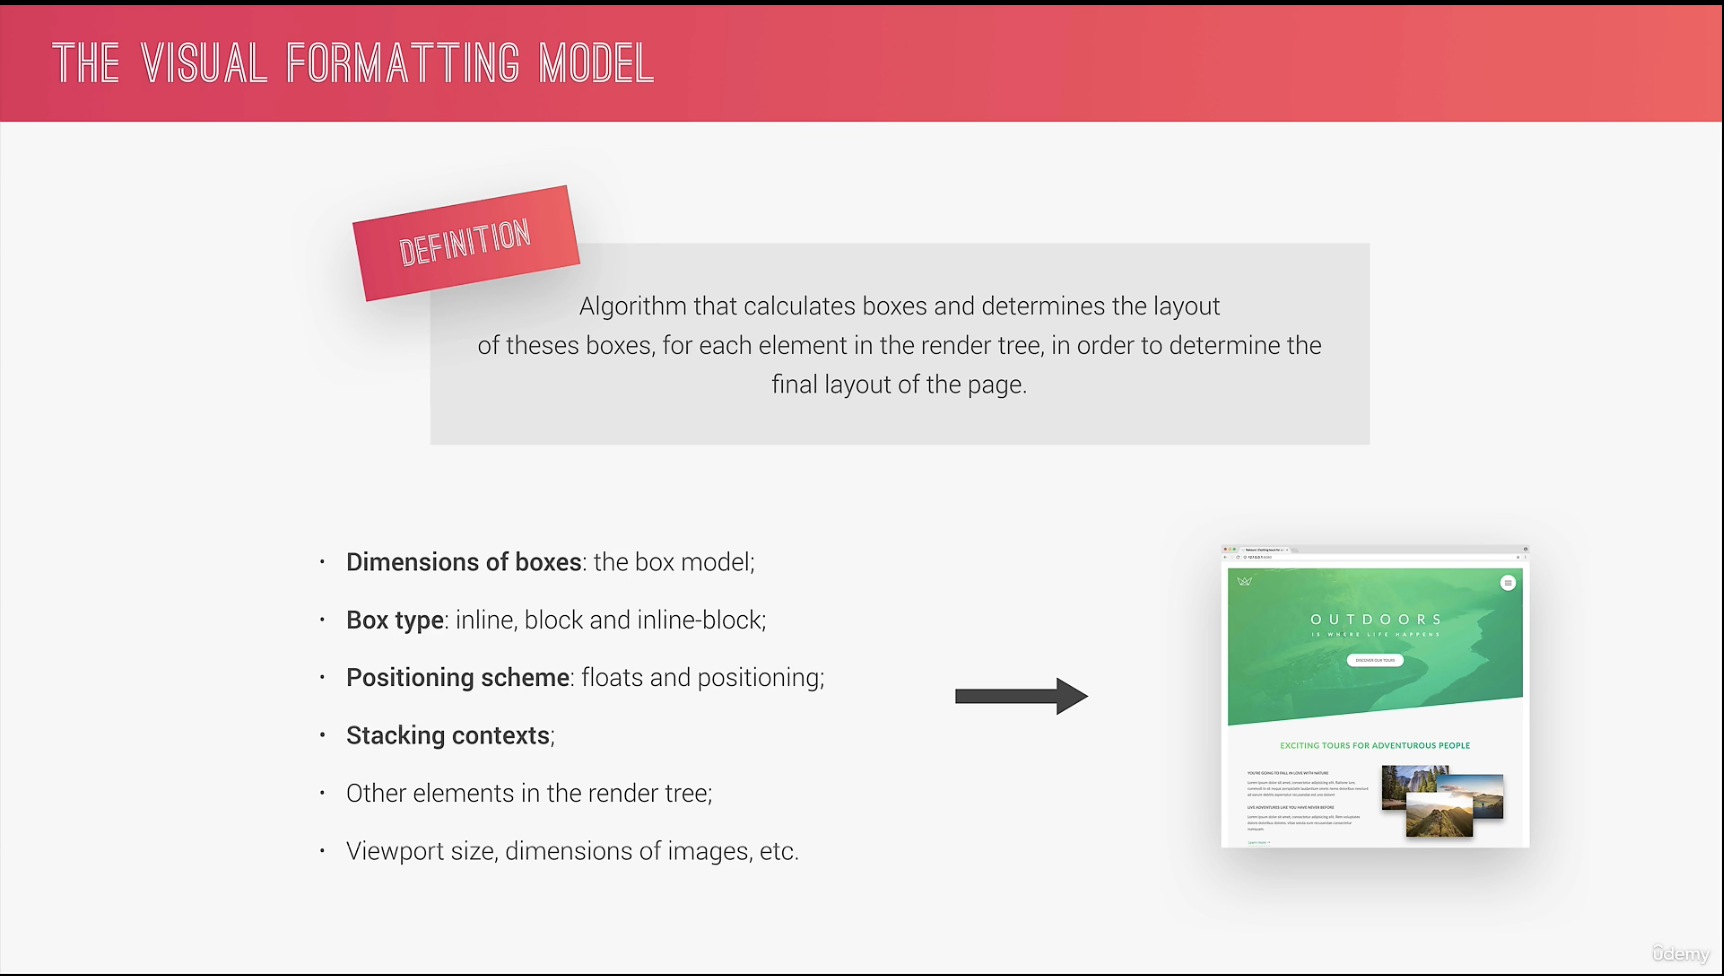 THE VISUAL FORMATTING MODEL
DEFINITION
Algorithm that calculates boxes and determines the layout
of theses boxes, for each element in the render tree, in order to determine the
final layout of the page.
• Dimensions of boxes: the box model;
• Box type: inline, block and inline-block;
• Positioning scheme: floats and positioning;
• Stacking contexts;
• Other elements in the render tree;
• Viewport size, dimensions of images, etc.
OUTDOORS
IS WHERE LIFE HAPPENS
DISCOVER OUR TOURS
EXCITING TOURS FOR ADVENTUROUS PEOPLE
YOU'RE GOING TO FALL IN LOVE WITH NATURE
LIVE ADVENTURES LIKE YOU HAVE NEVER BEFORE
Learn more
ûdemy